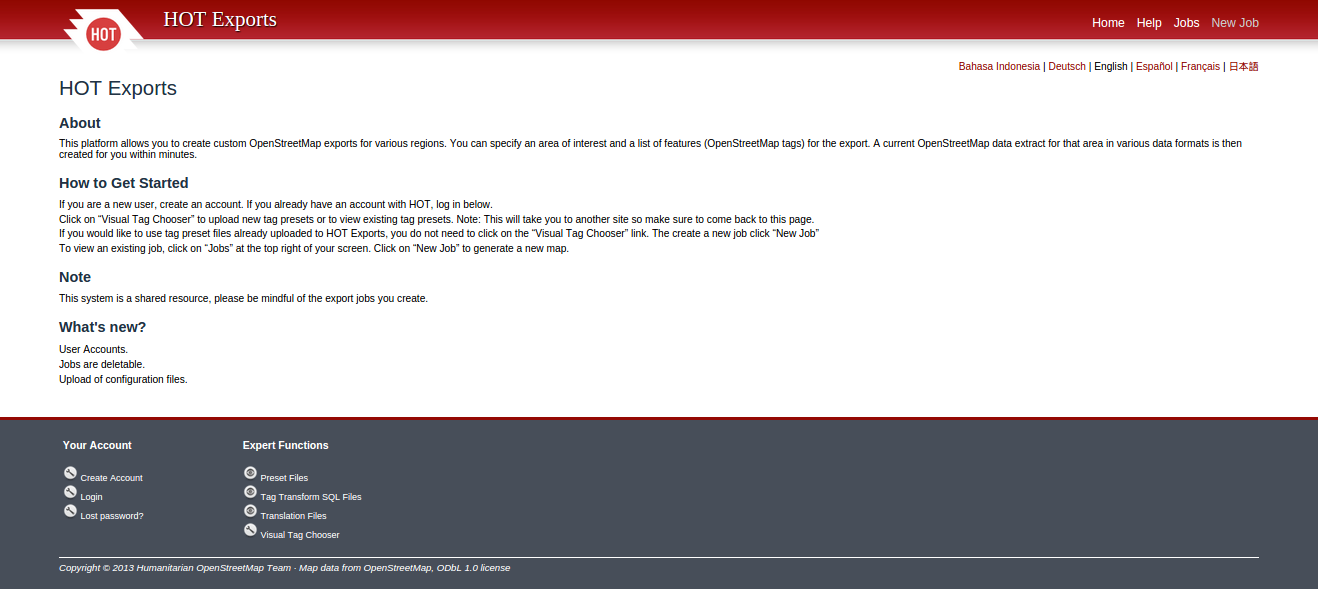 HOT
HOT Exports
Home Help Jobs New Job
Bahasa Indonesia | Deutsch | English | Español | Français | 日本語
HOT Exports
About
This platform allows you to create custom OpenStreetMap exports for various regions. You can specify an area of interest and a list of features (OpenStreetMap tags) for the export. A current OpenStreetMap data extract for that area in various data formats is then
created for you within minutes.
How to Get Started
If you are a new user, create an account. If you already have an account with HOT, log in below.
Click on “Visual Tag Chooser” to upload new tag presets or to view existing tag presets. Note: This will take you to another site so make sure to come back to this page.
If you would like to use tag preset files already uploaded to HOT Exports, you do not need to click on the “Visual Tag Chooser” link. The create a new job click “New Job”
To view an existing job, click on “Jobs” at the top right of your screen. Click on “New Job” to generate a new map.
Note
This system is a shared resource, please be mindful of the export jobs you create.
What's new?
User Accounts.
Jobs are deletable.
Upload of configuration files.
Your Account
Create Account
Login
Lost password?
Expert Functions
Preset Files
Tag Transform SQL Files
Translation Files
Visual Tag Chooser
Copyright © 2013 Humanitarian OpenStreetMap Team · Map data from OpenStreetMap, ODbL 1.0 license